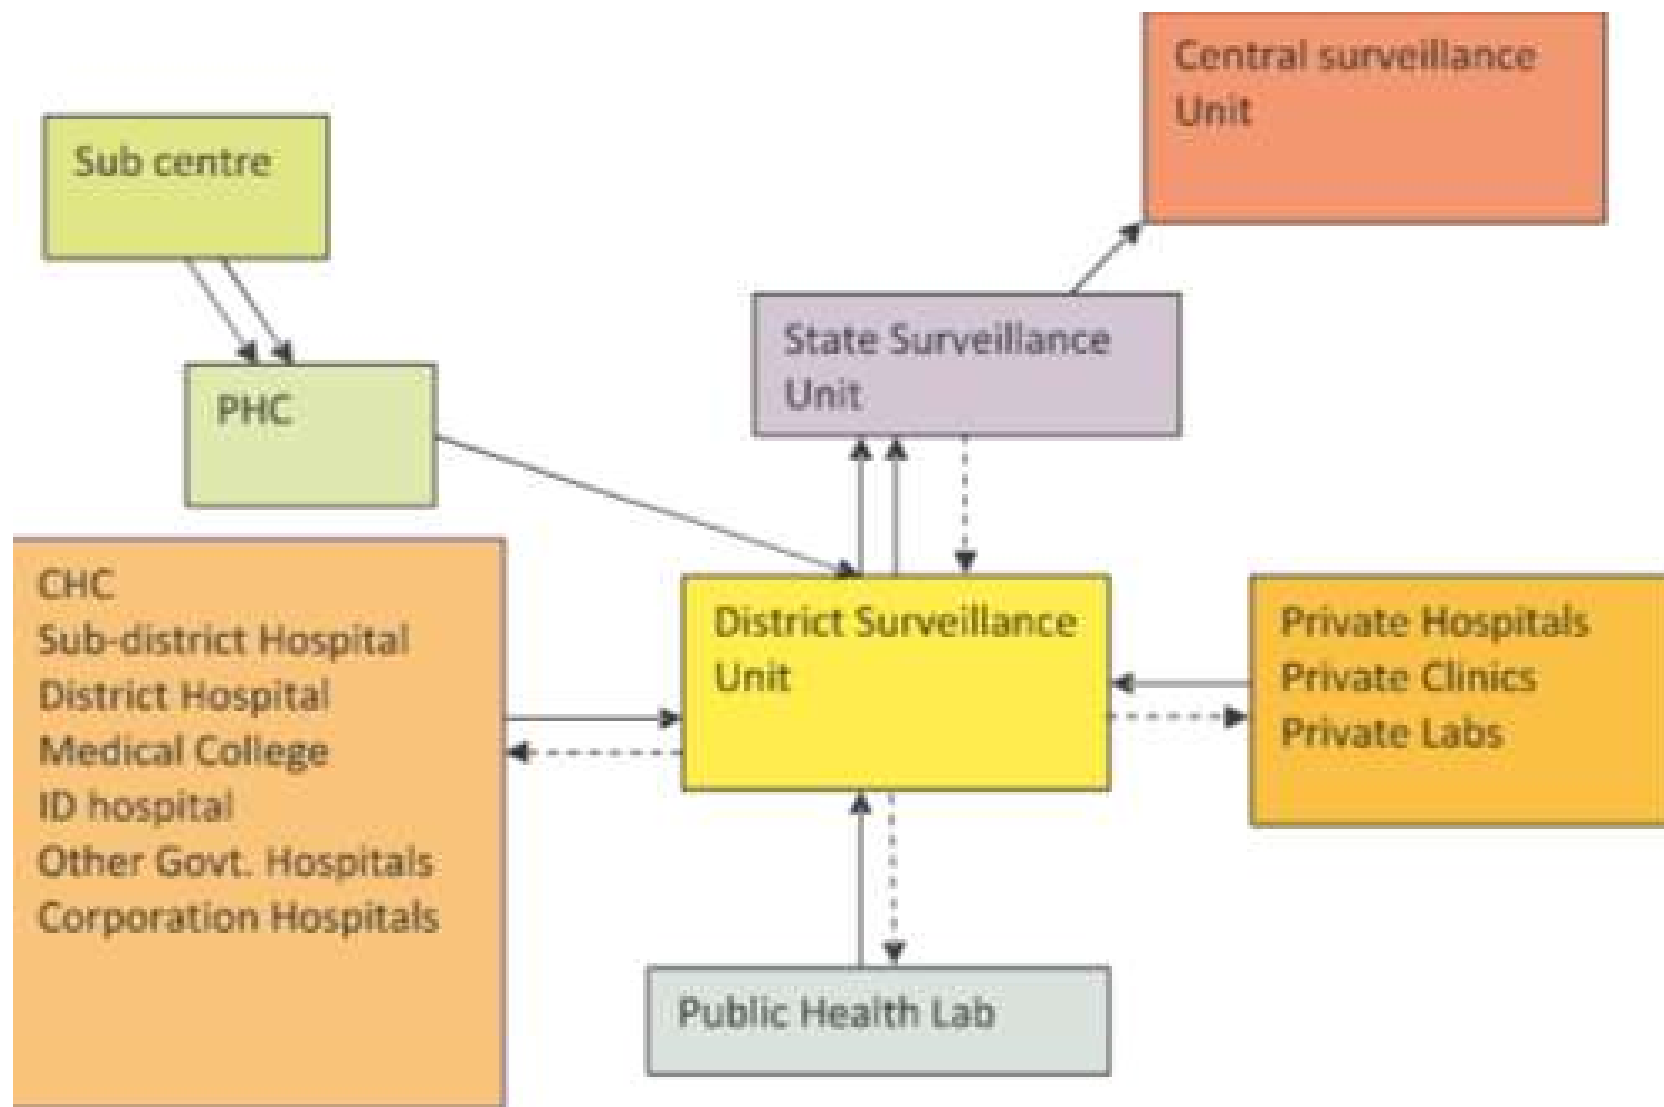 Central surveillance
Unit
Sub centre
State Surveillance
Unit
PHC
CHC
Sub-district Hospital
District Hospital
Medical College
ID hospital
Other Govt. Hospitals
Corporation Hospitals
District Surveillance
Unit
Private Hospitals
Private Clinics
Private Labs
Public Health Lab